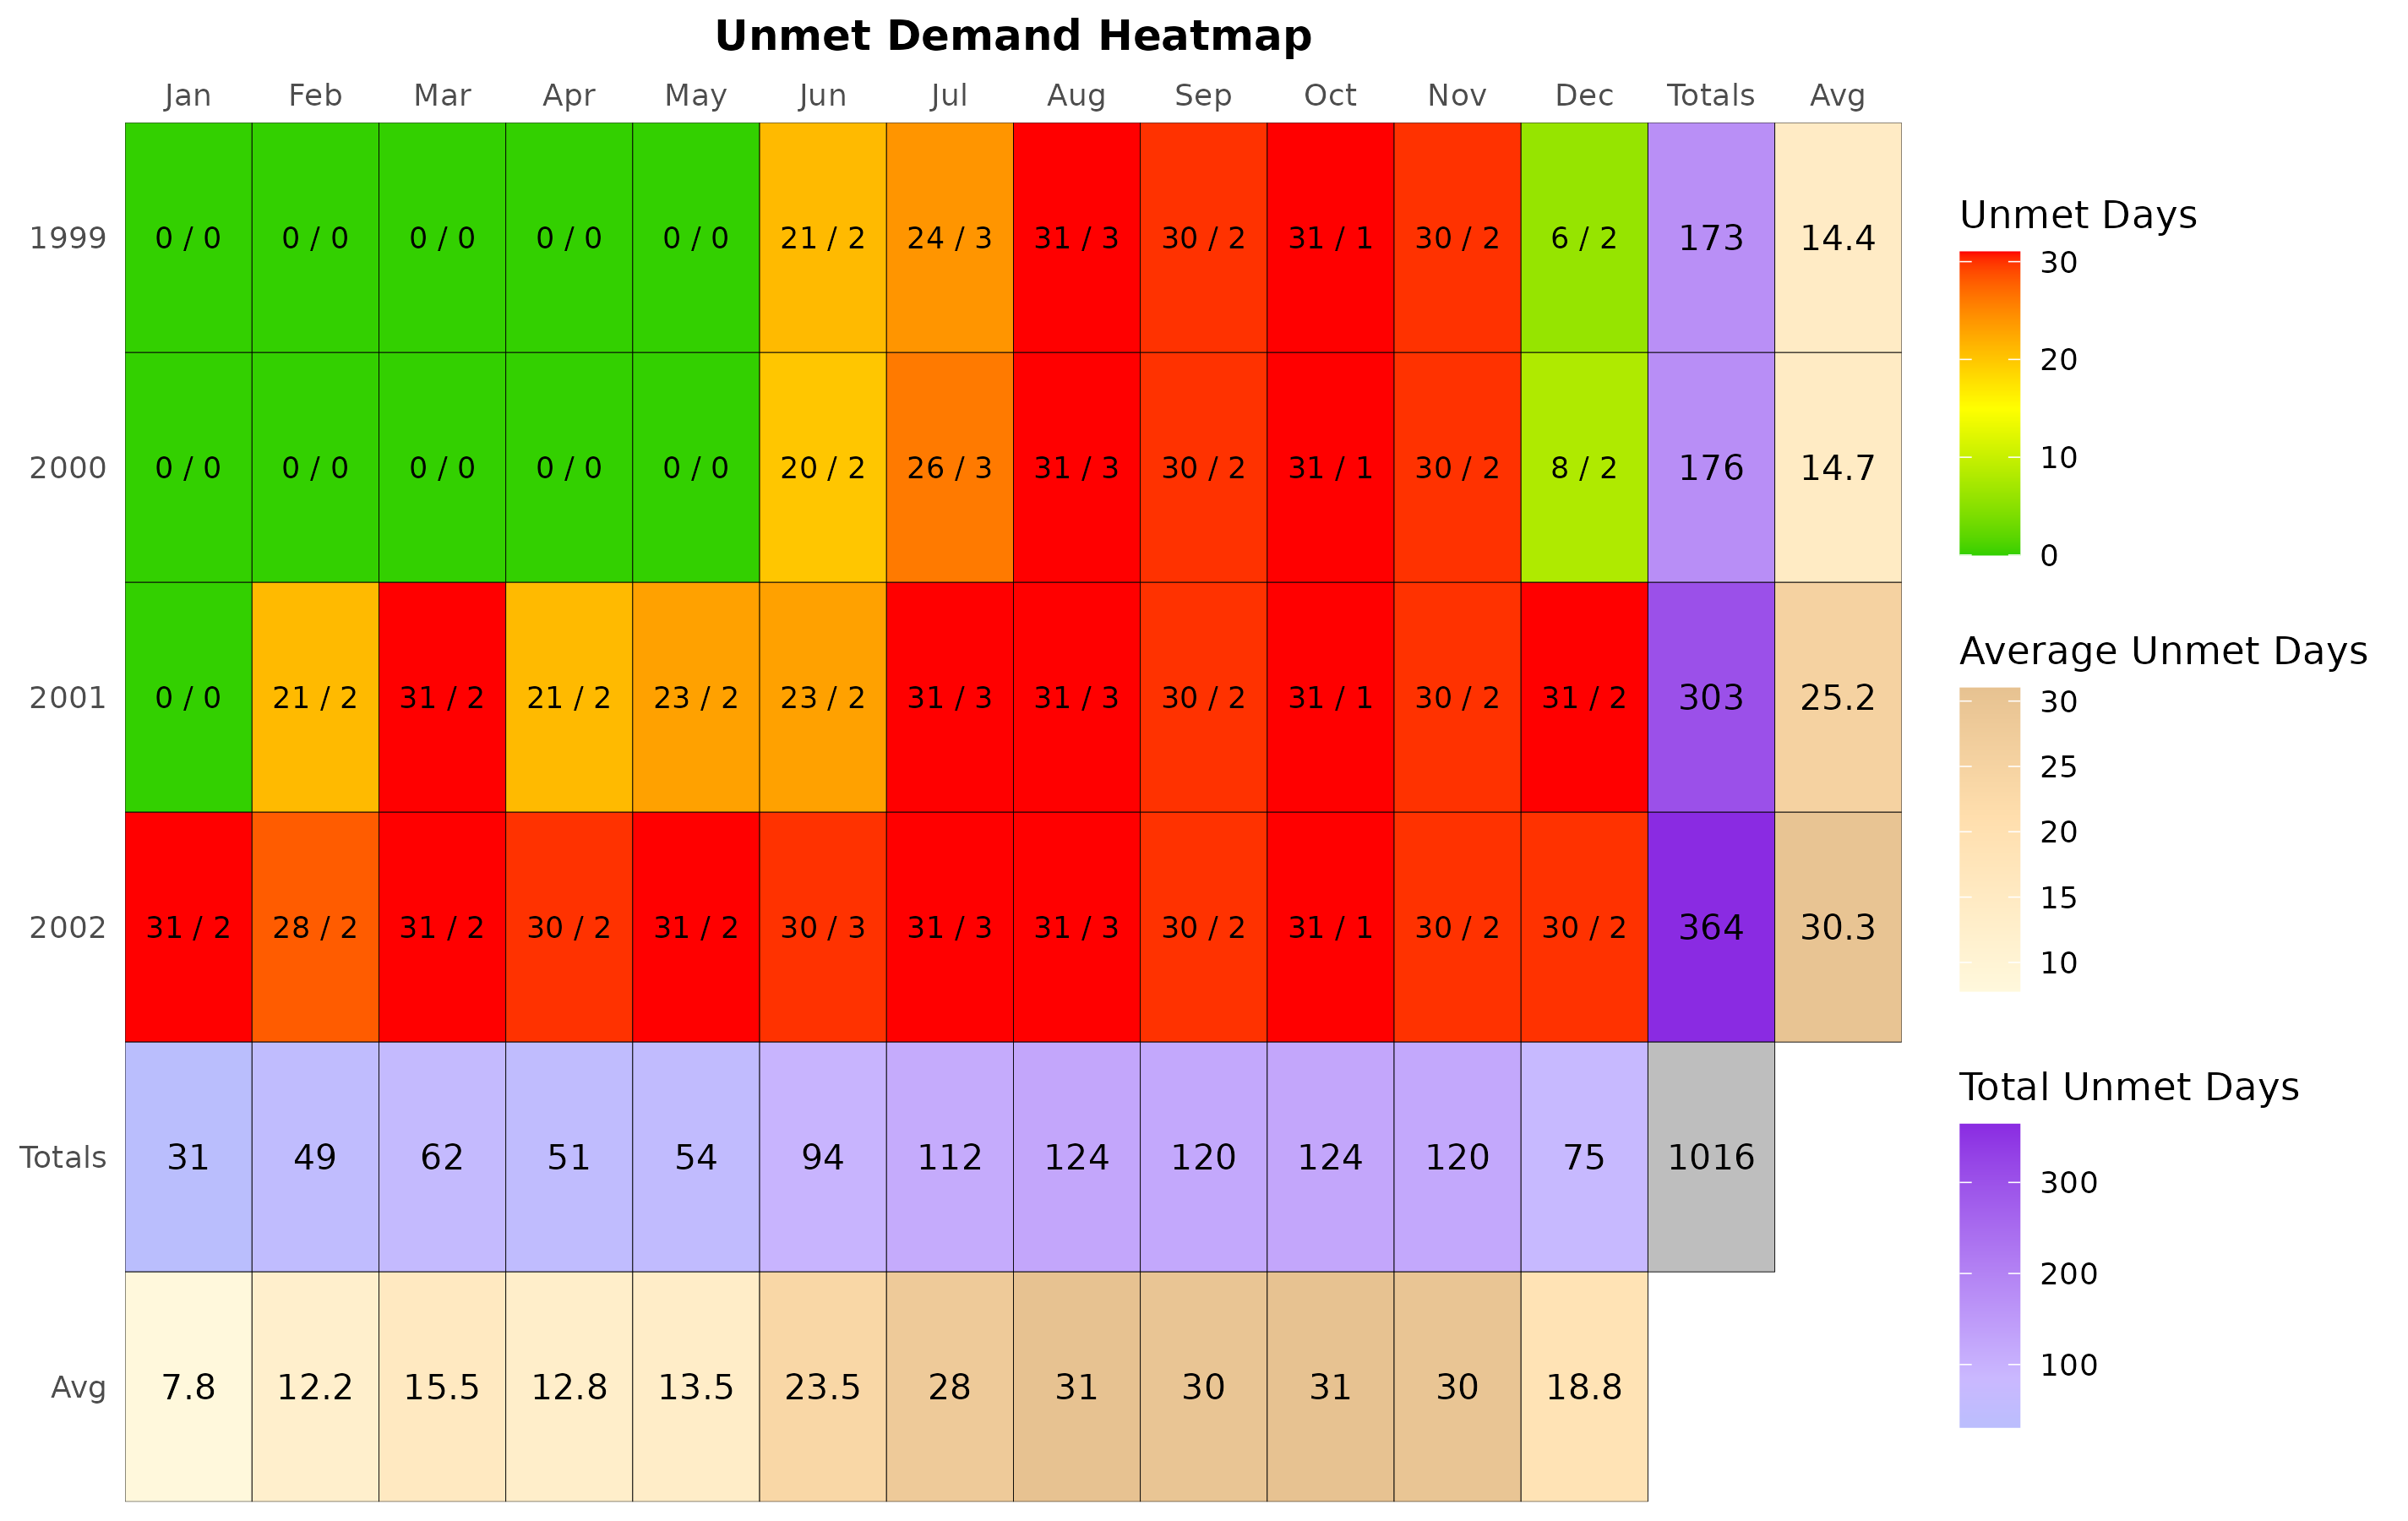 Unmet Demand Heatmap
Jan Feb Mar Apr May Jun Jul Aug Sep Oct Nov Dec Totals Avg
1999 0 / 0 0 / 0 0 / 0 0 / 0 0 / 0 21 / 2 24 / 3 31 / 3 30 / 2 31 / 1 30 / 2 6 / 2 173 14.4
2000 0 / 0 0 / 0 0 / 0 0 / 0 0 / 0 20 / 2 26 / 3 31 / 3 30 / 2 31 / 1 30 / 2 8 / 2 176 14.7
2001 0 / 0 21 / 2 31 / 2 21 / 2 23 / 2 23 / 2 31 / 3 31 / 3 30 / 2 31 / 1 30 / 2 31 / 2 303 25.2
2002 31 / 2 28 / 2 31 / 2 30 / 2 31 / 2 30 / 3 31 / 3 31 / 3 30 / 2 31 / 1 30 / 2 30 / 2 364 30.3
Totals 31 49 62 51 54 94 112 124 120 124 120 75 1016
Avg 7.8 12.2 15.5 12.8 13.5 23.5 28 31 30 31 30 18.8
Unmet Days
30
20
10
0
Average Unmet Days
30
25
20
15
10
Total Unmet Days
300
200
100